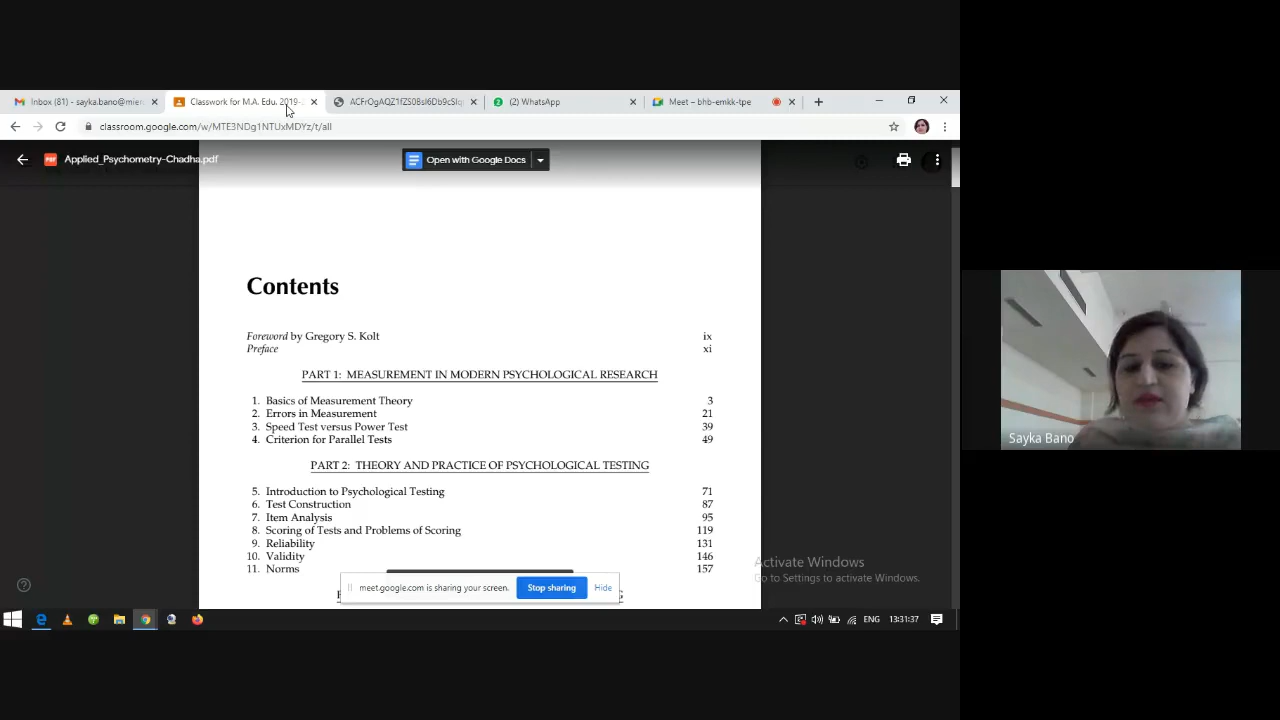 Inbox (81) - sayka.bano@mier
Classwork for M.A. Edu. 2019-
(2) WhatsApp
Meet – bhb-emkk-tpe
classroom.google.com/w/MTE3NDg1NTUxMDYz/t/all
Applied_Psychometry-Chadha.pdf
Open with Google Docs
Contents
Foreword by Gregory S. Kolt ix
Preface xi
PART 1: MEASUREMENT IN MODERN PSYCHOLOGICAL RESEARCH
1. Basics of Measurement Theory 3
2. Errors in Measurement 21
3. Speed Test versus Power Test 39
4. Criterion for Parallel Tests 49
PART 2: THEORY AND PRACTICE OF PSYCHOLOGICAL TESTING
5. Introduction to Psychological Testing 71
6. Test Construction 87
7. Item Analysis 95
8. Scoring of Tests and Problems of Scoring 119
9. Reliability 131
10. Validity 146
11. Norms 157
meet.google.com is sharing your screen.
Stop sharing
Hide
Activate Windows
Go to Settings to activate Windows.
ENG
13:31:37
Sayka Bano